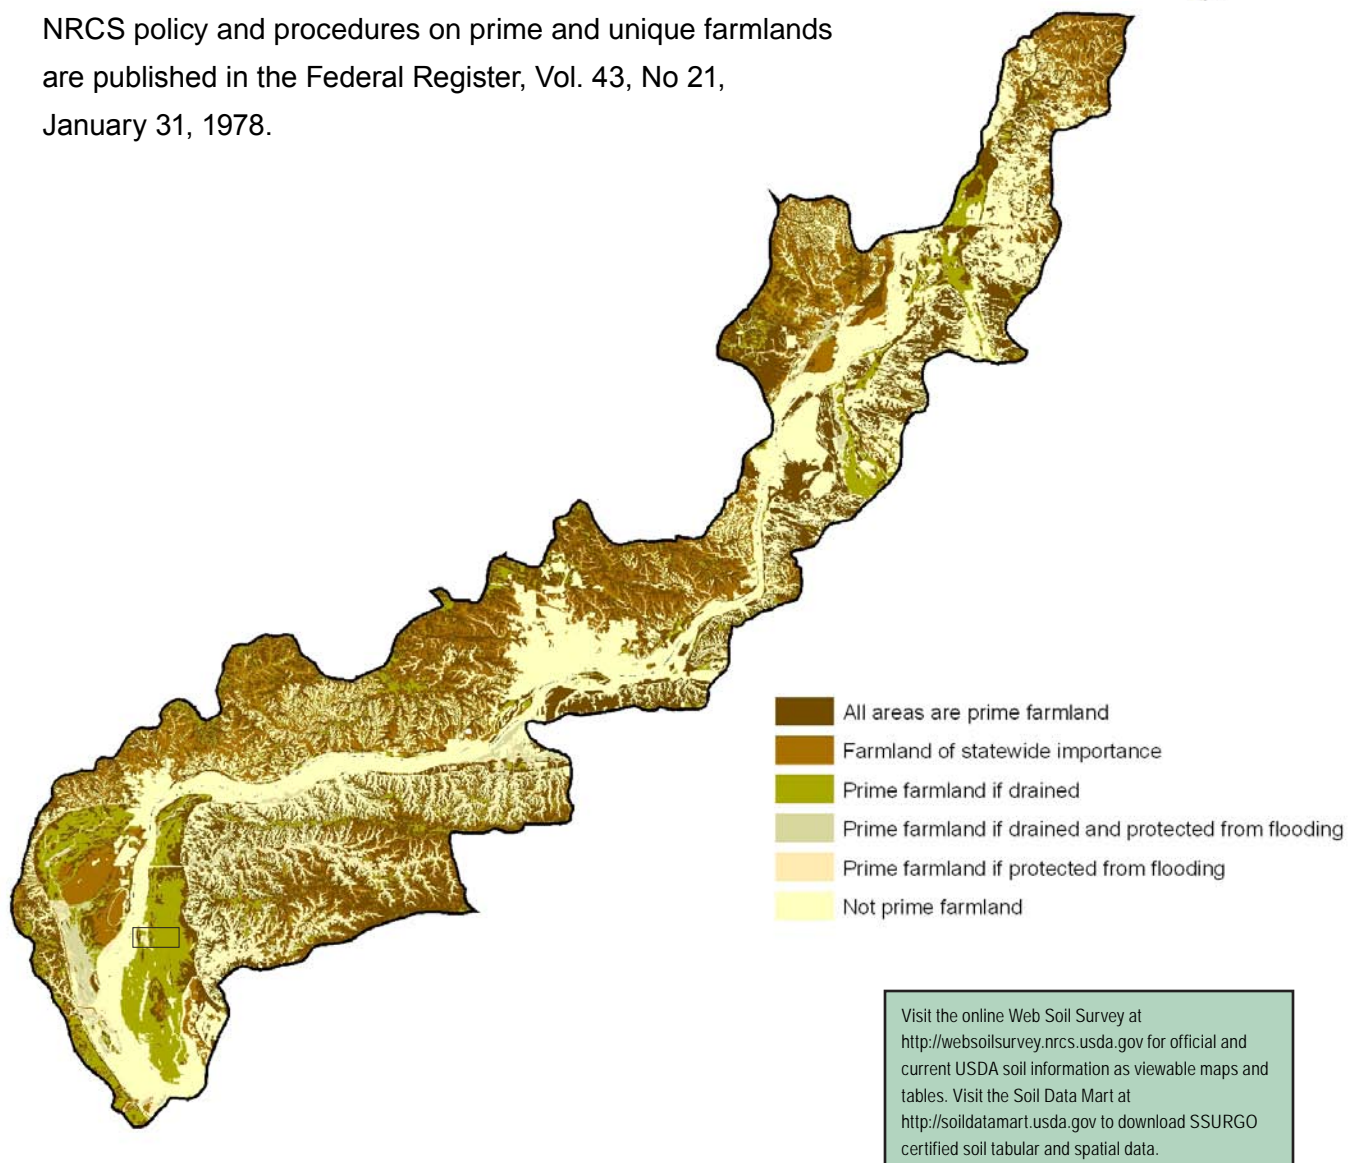 NRCS policy and procedures on prime and unique farmlands
are published in the Federal Register, Vol. 43, No 21,
January 31, 1978.
All areas are prime farmland
Farmland of statewide importance
Prime farmland if drained
Prime farmland if drained and protected from flooding
Prime farmland if protected from flooding
Not prime farmland
Visit the online Web Soil Survey at
http://websoilsurvey.nrcs.usda.gov for official and
current USDA soil information as viewable maps and
tables. Visit the Soil Data Mart at
http://soildatamart.usda.gov to download SSURGO
certified soil tabular and spatial data.